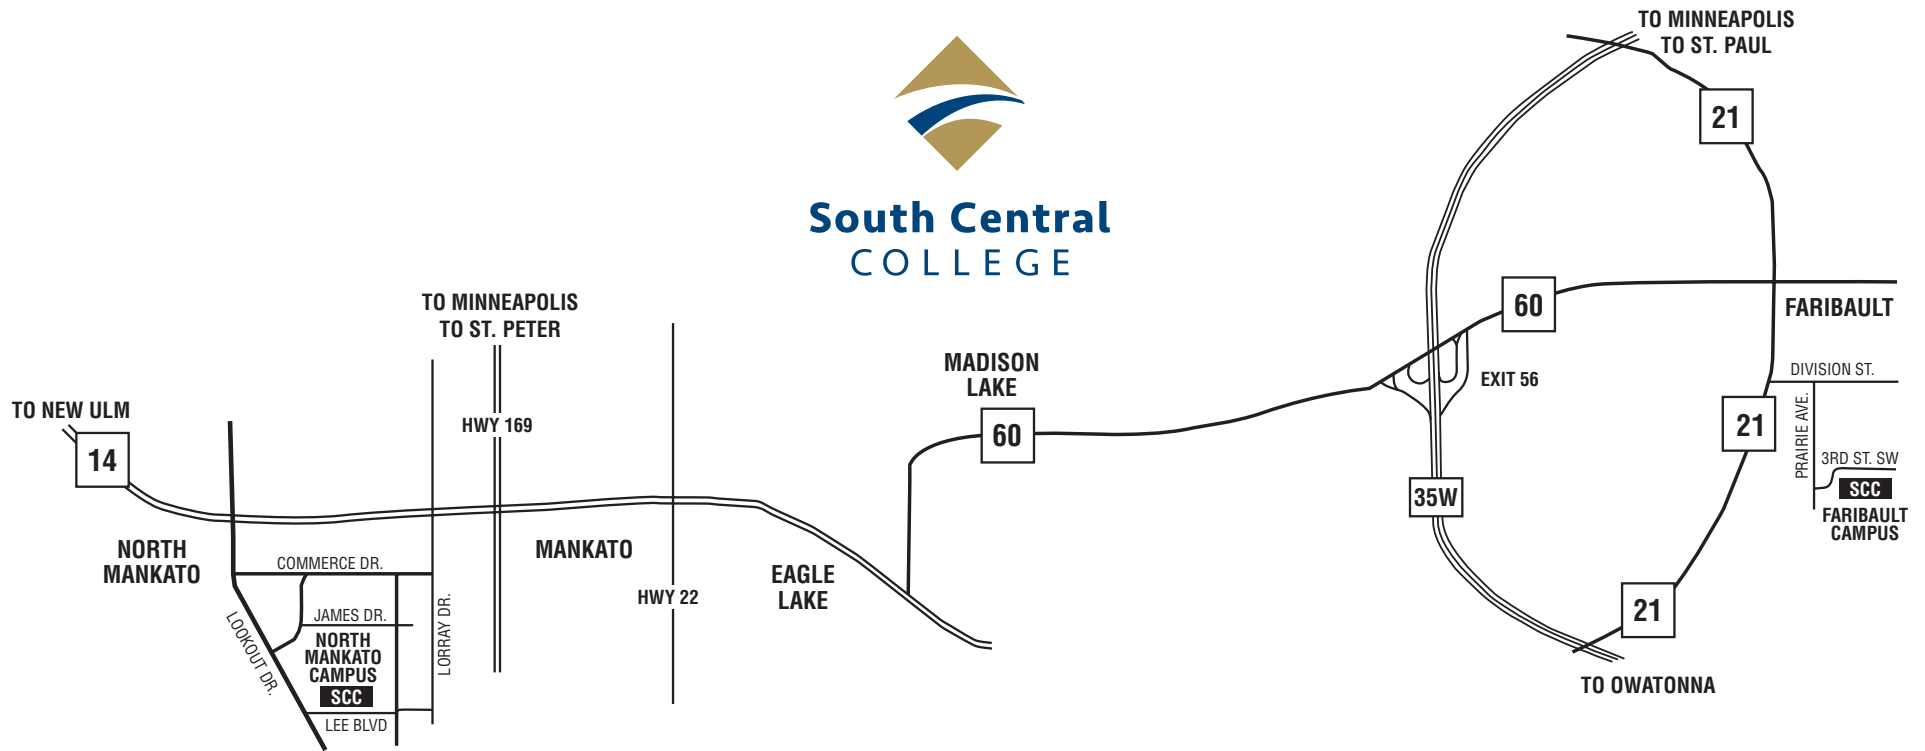 TO MINNEAPOLIS
TO ST. PAUL
21
South Central
COLLEGE
TO MINNEAPOLIS
TO ST. PETER
60
FARIBAULT
MADISON
LAKE
EXIT 56
DIVISION ST.
TO NEW ULM
HWY 169
60
21
PRAIRIE AVE.
14
3RD ST. SW
SCC
35W
FARIBAULT
CAMPUS
NORTH
MANKATO
MANKATO
COMMERCE DR.
EAGLE
LAKE
HWY 22
LOOKOUT DR.
JAMES DR.
LORRAY DR.
21
NORTH
MANKATO
CAMPUS
SCC
LEE BLVD
TO OWATONNA